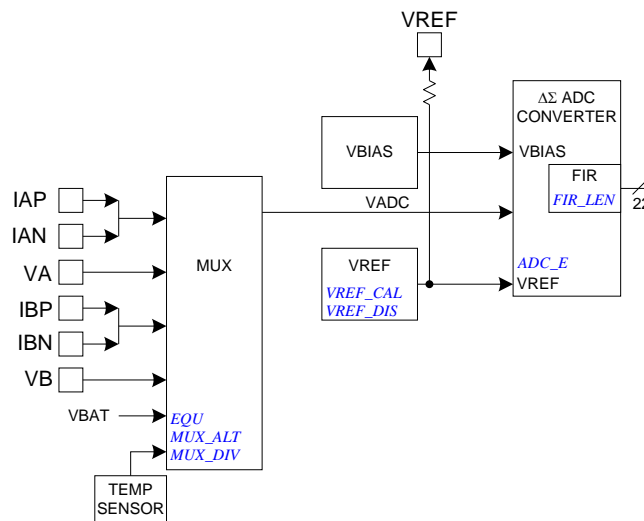 VREF
ΔΣ ADC
CONVERTER
VBIAS
VBIAS
FIR
FIR_LEN
22
IAP
IAN
VADC
VA
MUX
VREF
ADC_E
VREF
VREF_CAL
VREF_DIS
IBP
IBN
VB
VBAT
EQU
MUX_ALT
MUX_DIV
TEMP
SENSOR